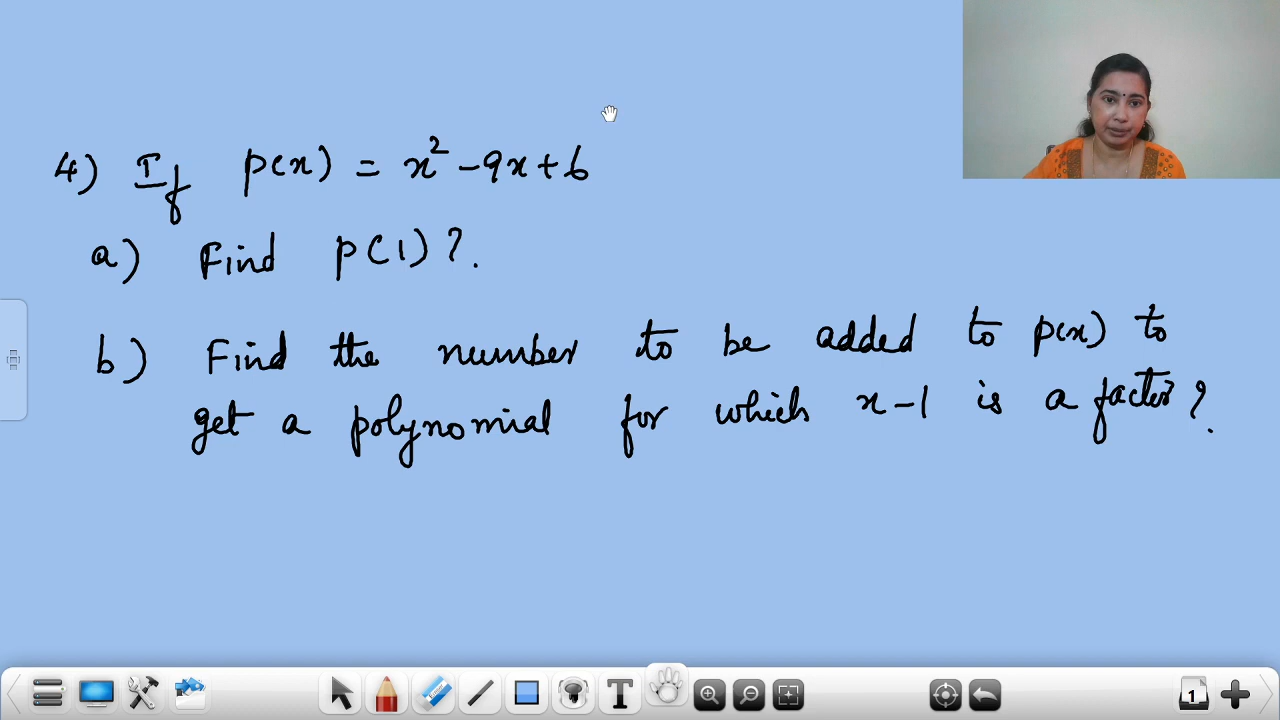 4) If p(x) = x² - 9x + 6
a) Find p(1)?.
b) Find the number to be added to p(x) to
get a polynomial for which x-1 is a factor?.
T
1